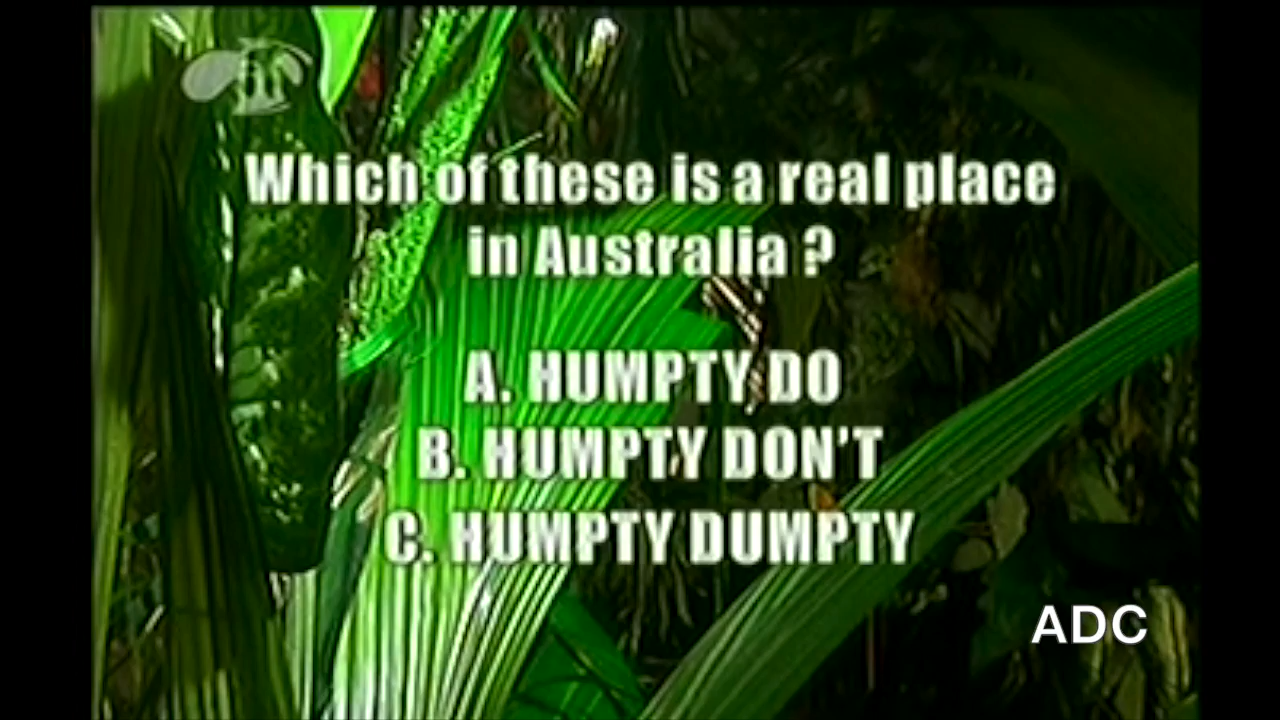 Which of these is a real place
in Australia ?
A. HUMPTY DO
B. HUMPTY DON'T
C. HUMPTY DUMPTY
ADC